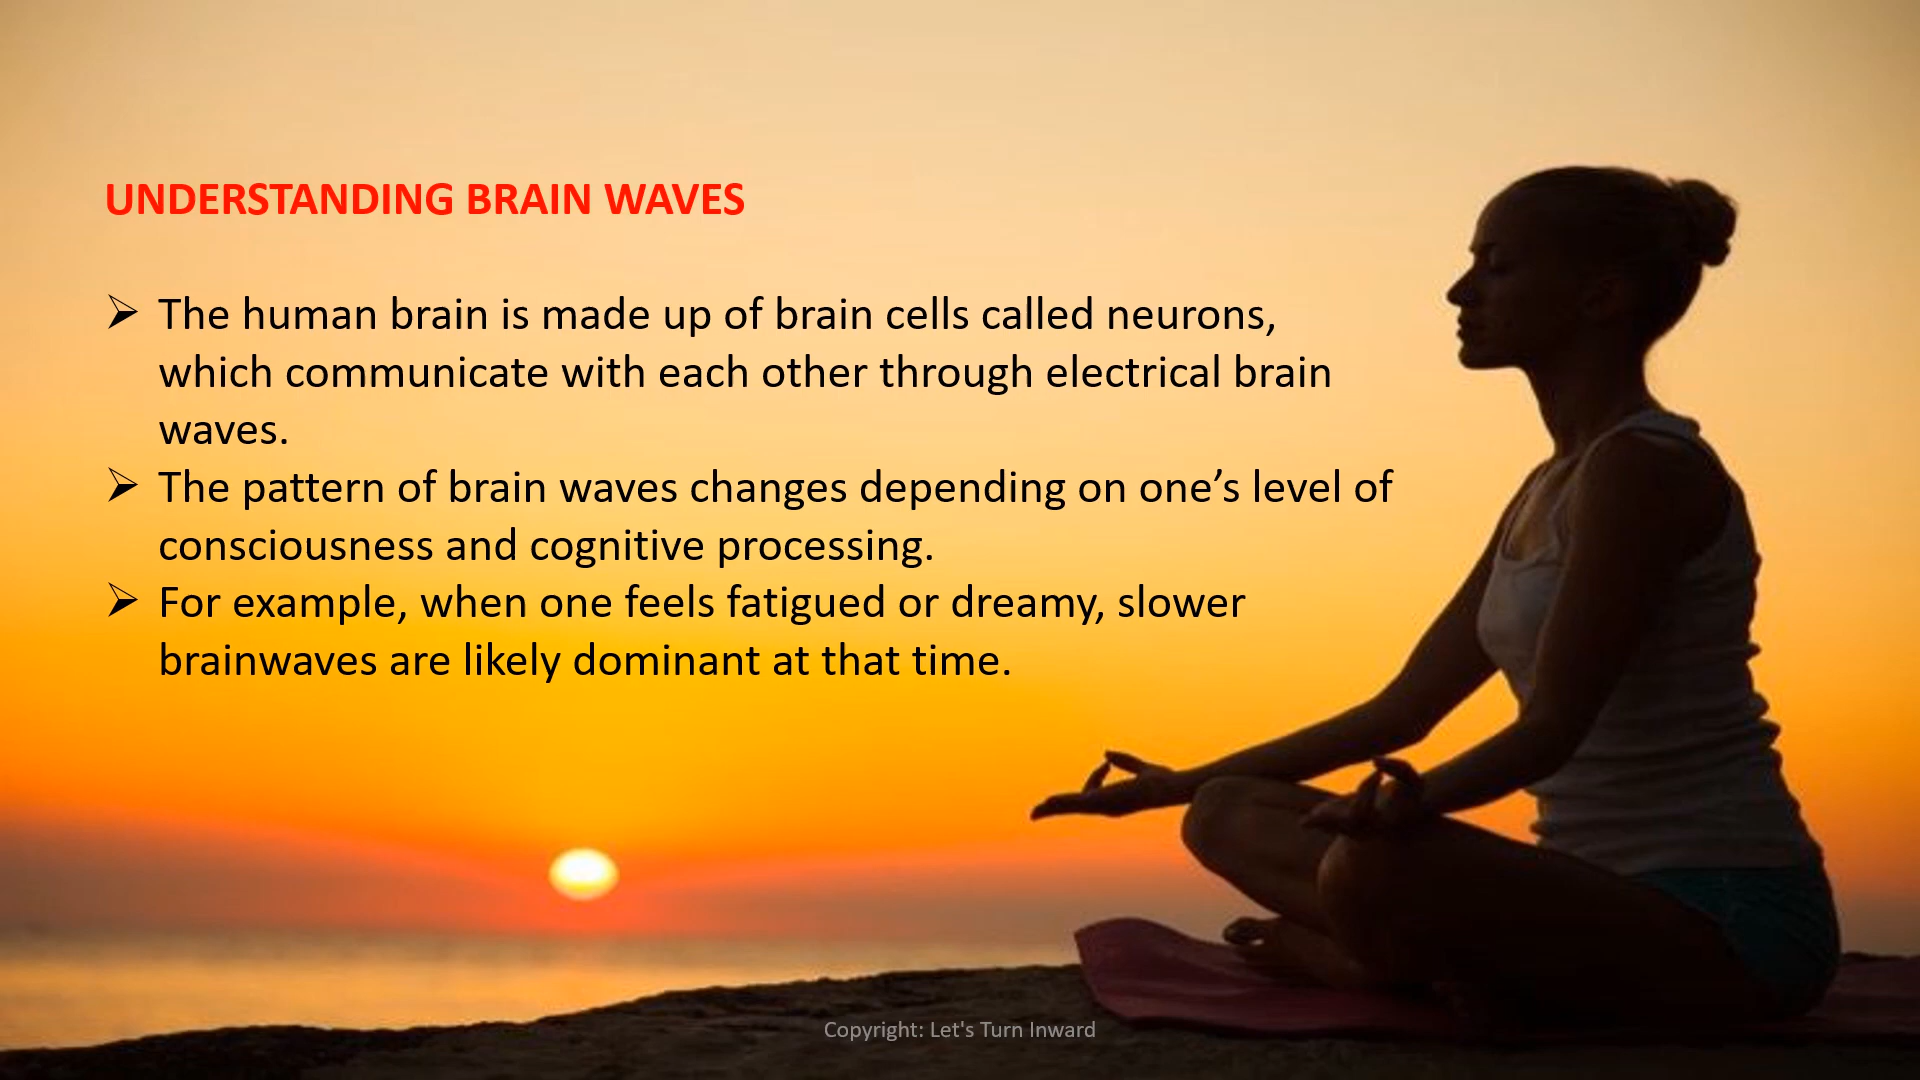 UNDERSTANDING BRAIN WAVES
➢ The human brain is made up of brain cells called neurons,
which communicate with each other through electrical brain
waves.
➢ The pattern of brain waves changes depending on one’s level of
consciousness and cognitive processing.
➢ For example, when one feels fatigued or dreamy, slower
brainwaves are likely dominant at that time.
Copyright: Let's Turn Inward